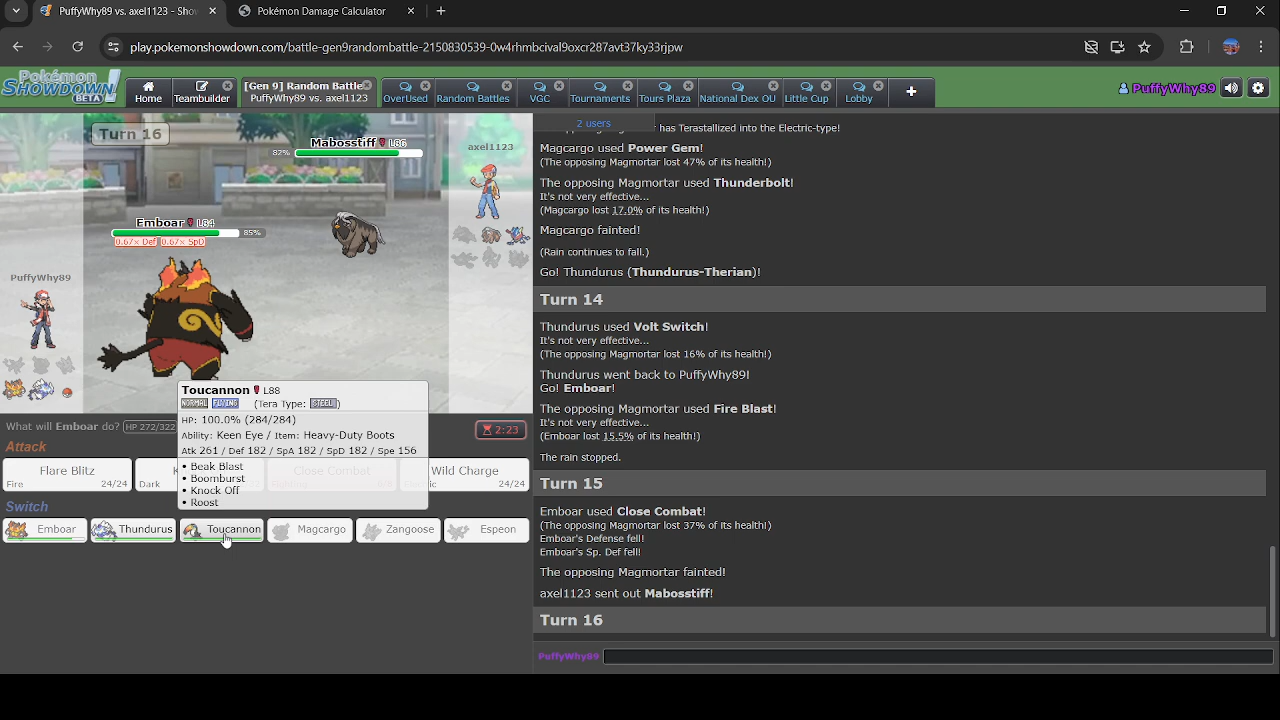 PuffyWhy89 vs. axel1123 - Sho
Pokémon Damage Calculator
play.pokemonshowdown.com/battle-gen9randombattle-2150830539-0w4rhmbcival9oxcr287avt37ky33rjpw
Pokémon
SHOWDOWN!
BETA
Home
Teambuilder
[Gen 9] Random Battle
PuffyWhy89 vs. axel1123
OverUsed
Random Battles
VGC
Tournaments
Tours Plaza
National Dex OU
Little Cup
Lobby
PuffyWhy89
Turn 16
82%
Mabosstiff
axel1123
Emboar L64
85%
0.67× Def 0.67× SpD
PuffyWhy89
2 users
has Terastallized into the Electric-type!
Magcargo used Power Gem!
(The opposing Magmortar lost 47% of its health!)
The opposing Magmortar used Thunderbolt!
It's not very effective...
(Magcargo lost 17.0% of its health!)
Magcargo fainted!
(Rain continues to fall.)
Go! Thundurus (Thundurus-Therian)!
Turn 14
Thundurus used Volt Switch!
It's not very effective...
(The opposing Magmortar lost 16% of its health!)
Thundurus went back to PuffyWhy89!
Go! Emboar!
The opposing Magmortar used Fire Blast!
It's not very effective...
(Emboar lost 15.5% of its health!)
The rain stopped.
Turn 15
Emboar used Close Combat!
(The opposing Magmortar lost 37% of its health!)
Emboar's Defense fell!
Emboar's Sp. Def fell!
The opposing Magmortar fainted!
axel1123 sent out Mabosstiff!
Turn 16
PuffyWhy89
Toucannon L88
NORMAL FLYING (Tera Type: STEEL)
HP: 100.0% (284/284)
Ability: Keen Eye / Item: Heavy-Duty Boots
Atk 261 / Def 182 / SpA 182 / SpD 182 / Spe 156
• Beak Blast
• Boomburst
• Knock Off
• Roost
What will Emboar do? HP 272/322
2:23
Attack
Flare Blitz
Fire 24/24
Dark
Close Combat
Wild Charge
24/24
Switch
Emboar
Thundurus
Toucannon
Magcargo
Zangoose
Espeon